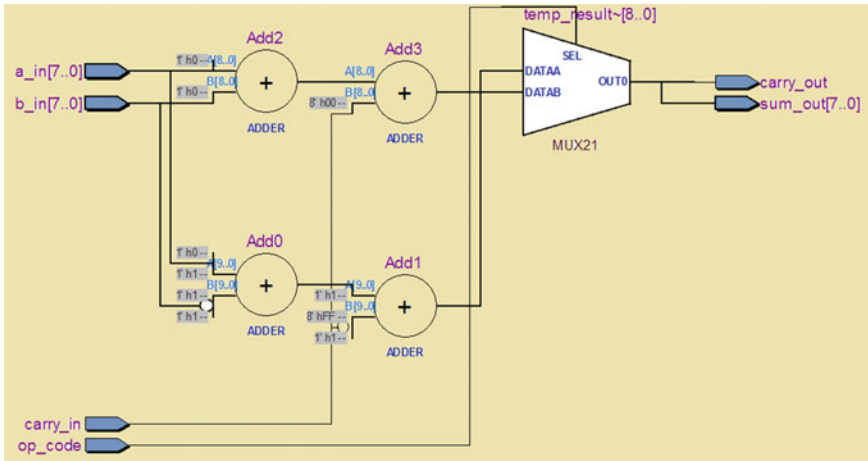 temp_result~[8..0]
Add2
Add3
a_in[7..0]
b_in[7..0]
1' h0 --
A[8..0]
B[8..0]
1' h0 --
+
ADDER
A[8..0]
B[8..0]
8' h00 --
+
ADDER
SEL
DATAA
DATAB
OUT0
MUX21
carry_out
sum_out[7..0]
Add0
Add1
1' h0 --
A[9..0]
1' h1 --
B[9..0]
1' h1 --
1' h1 --
+
ADDER
A[9..0]
1' h1 --
B[9..0]
8' hFF --
1' h1 --
+
ADDER
carry_in
op_code